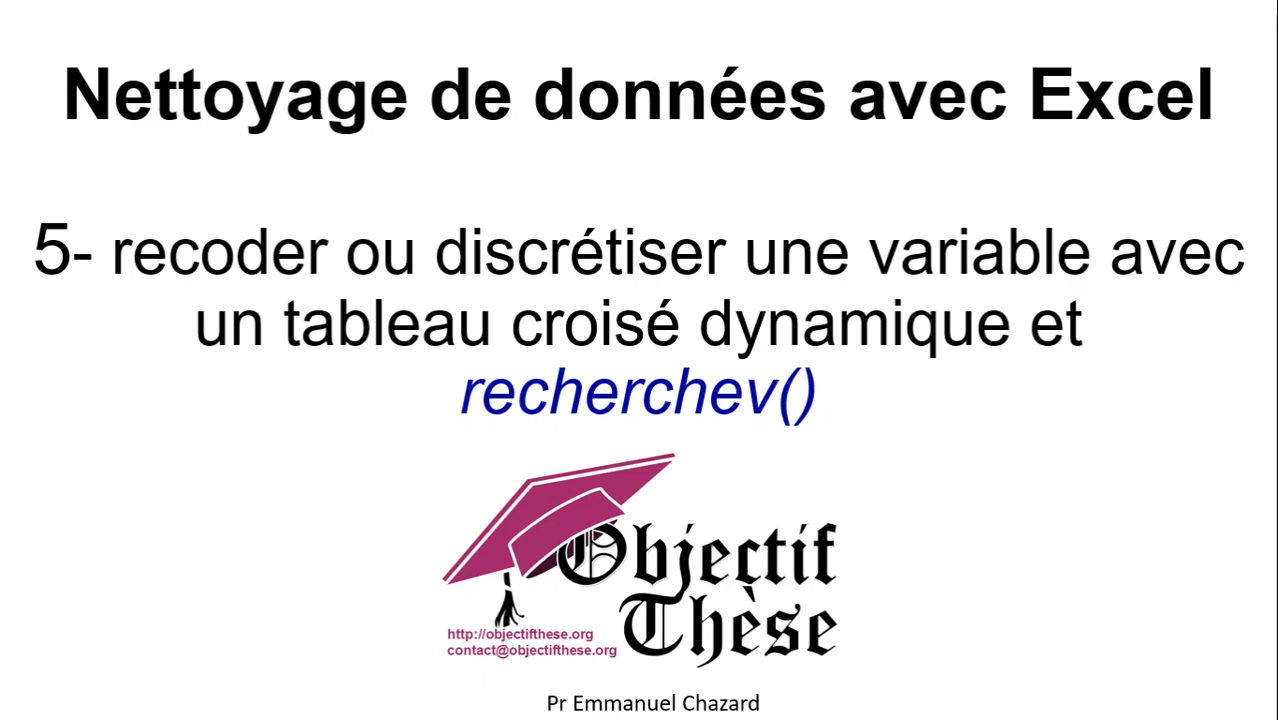 Nettoyage de données avec Excel
5- recoder ou discrétiser une variable avec
un tableau croisé dynamique et
recherchev()
Objectif
Thèse
http://objectifthese.org
contact@objectifthese.org
Pr Emmanuel Chazard